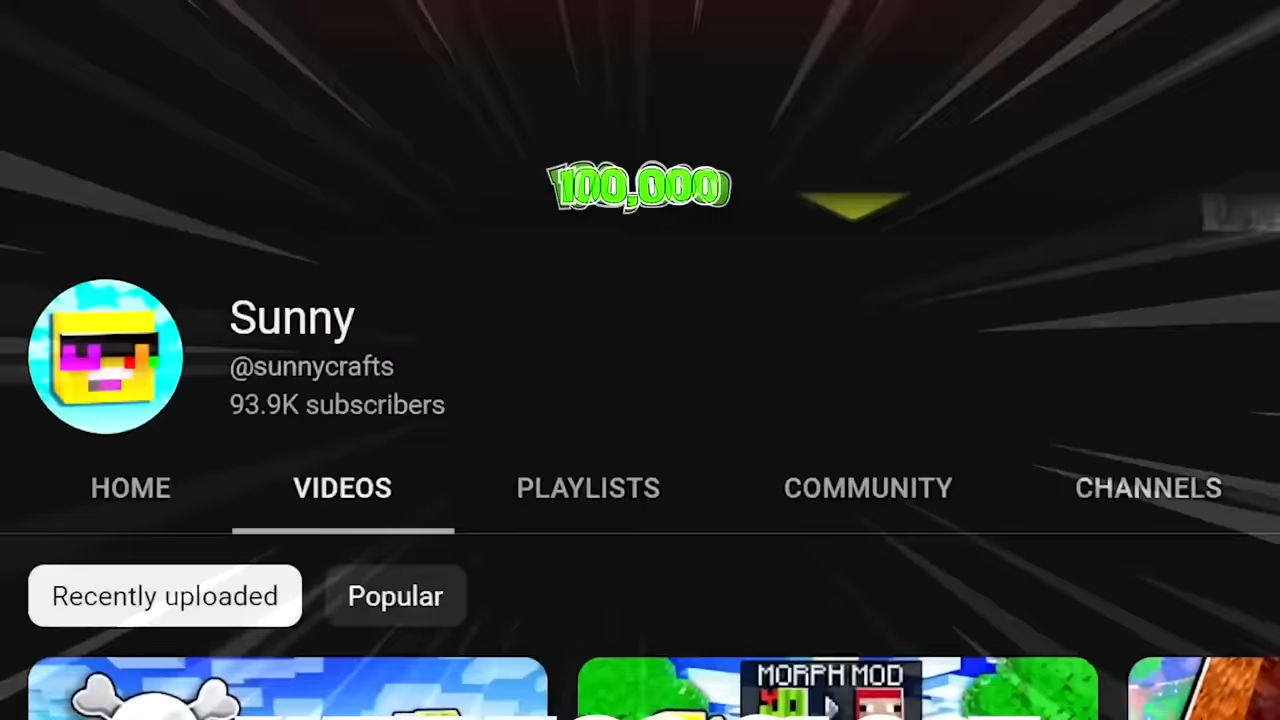 100,000
Sunny
@sunnycrafts
93.9K subscribers
HOME VIDEOS PLAYLISTS COMMUNITY CHANNELS
Recently uploaded Popular
MORPH MOD